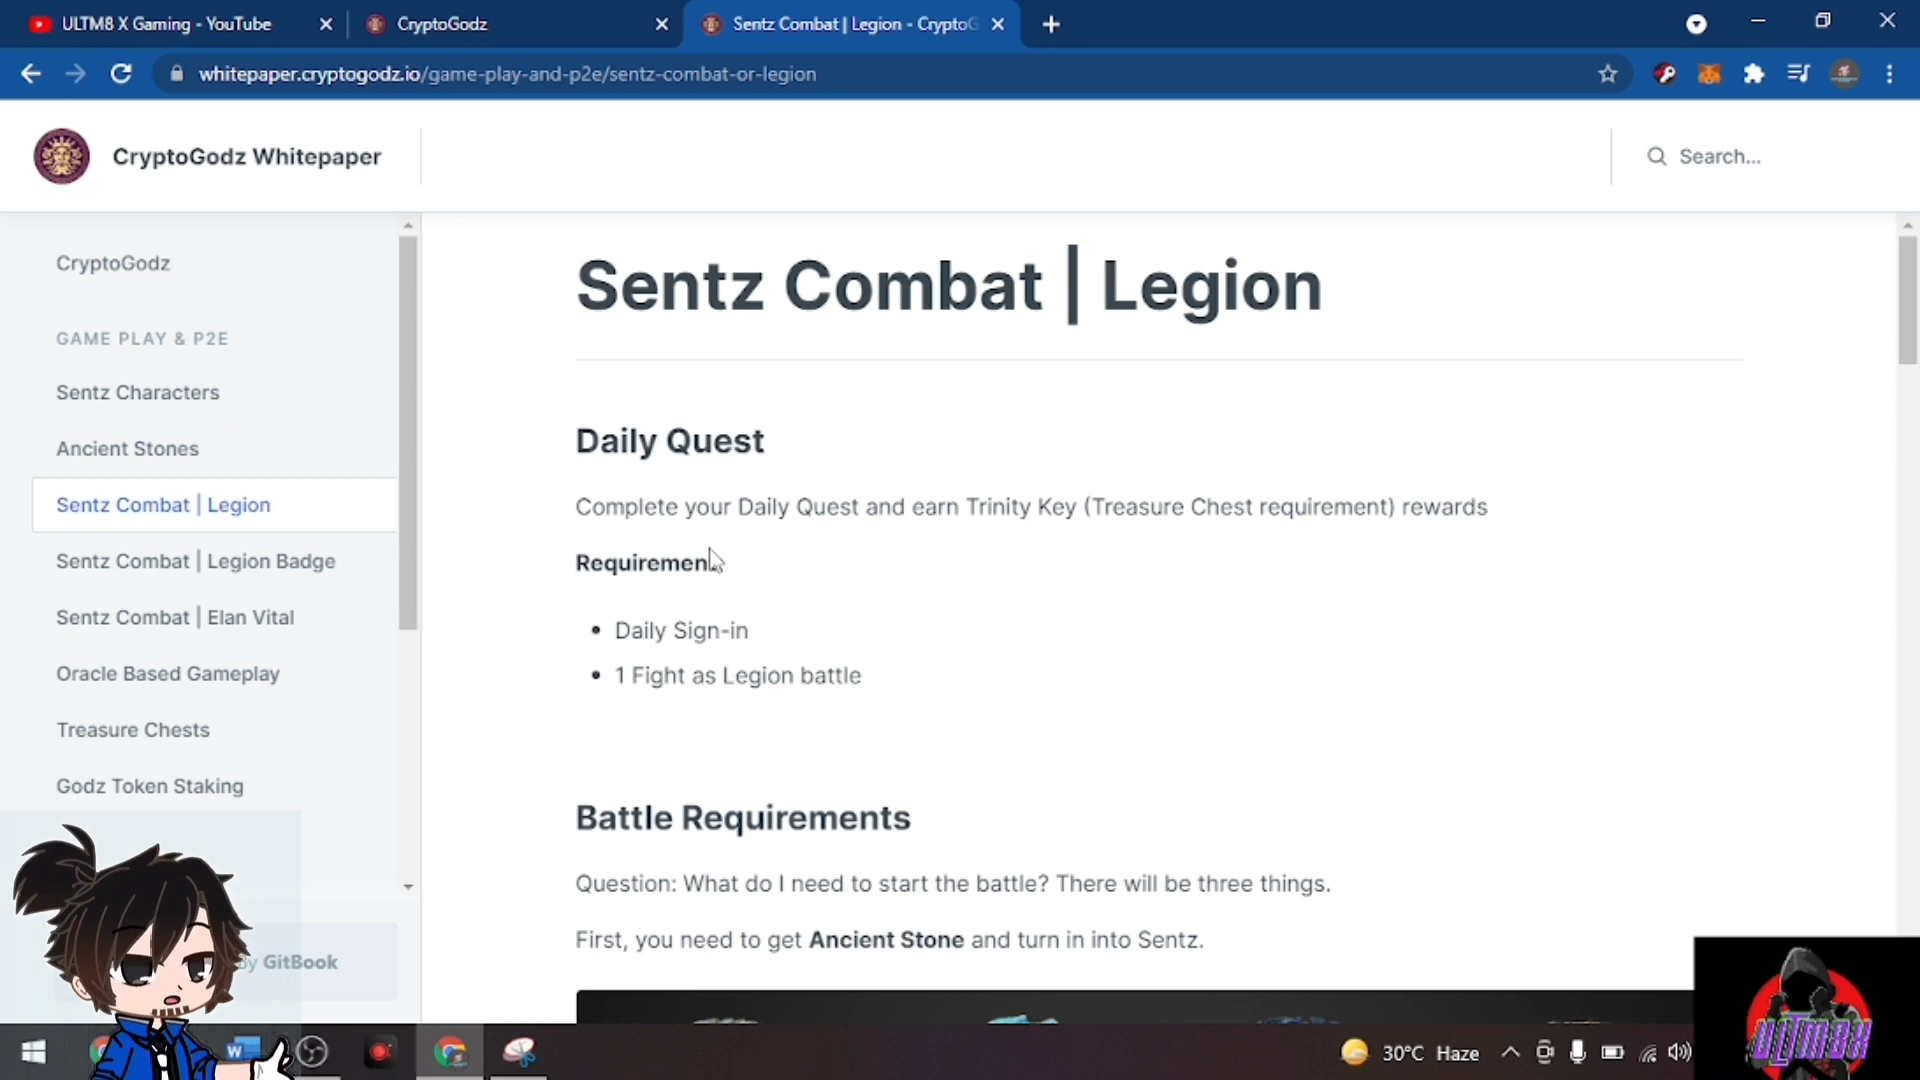 ULTM8 X Gaming - YouTube
CryptoGodz
Sentz Combat | Legion - CryptoG
whitepaper.cryptogodz.io/game-play-and-p2e/sentz-combat-or-legion
CryptoGodz Whitepaper
Search...
CryptoGodz
GAME PLAY & P2E
Sentz Characters
Ancient Stones
Sentz Combat | Legion
Sentz Combat | Legion Badge
Sentz Combat | Elan Vital
Oracle Based Gameplay
Treasure Chests
Godz Token Staking
by GitBook
Sentz Combat | Legion
Daily Quest
Complete your Daily Quest and earn Trinity Key (Treasure Chest requirement) rewards
Requirement
• Daily Sign-in
• 1 Fight as Legion battle
Battle Requirements
Question: What do I need to start the battle? There will be three things.
First, you need to get Ancient Stone and turn in into Sentz.
30°C Haze
ULTM8X